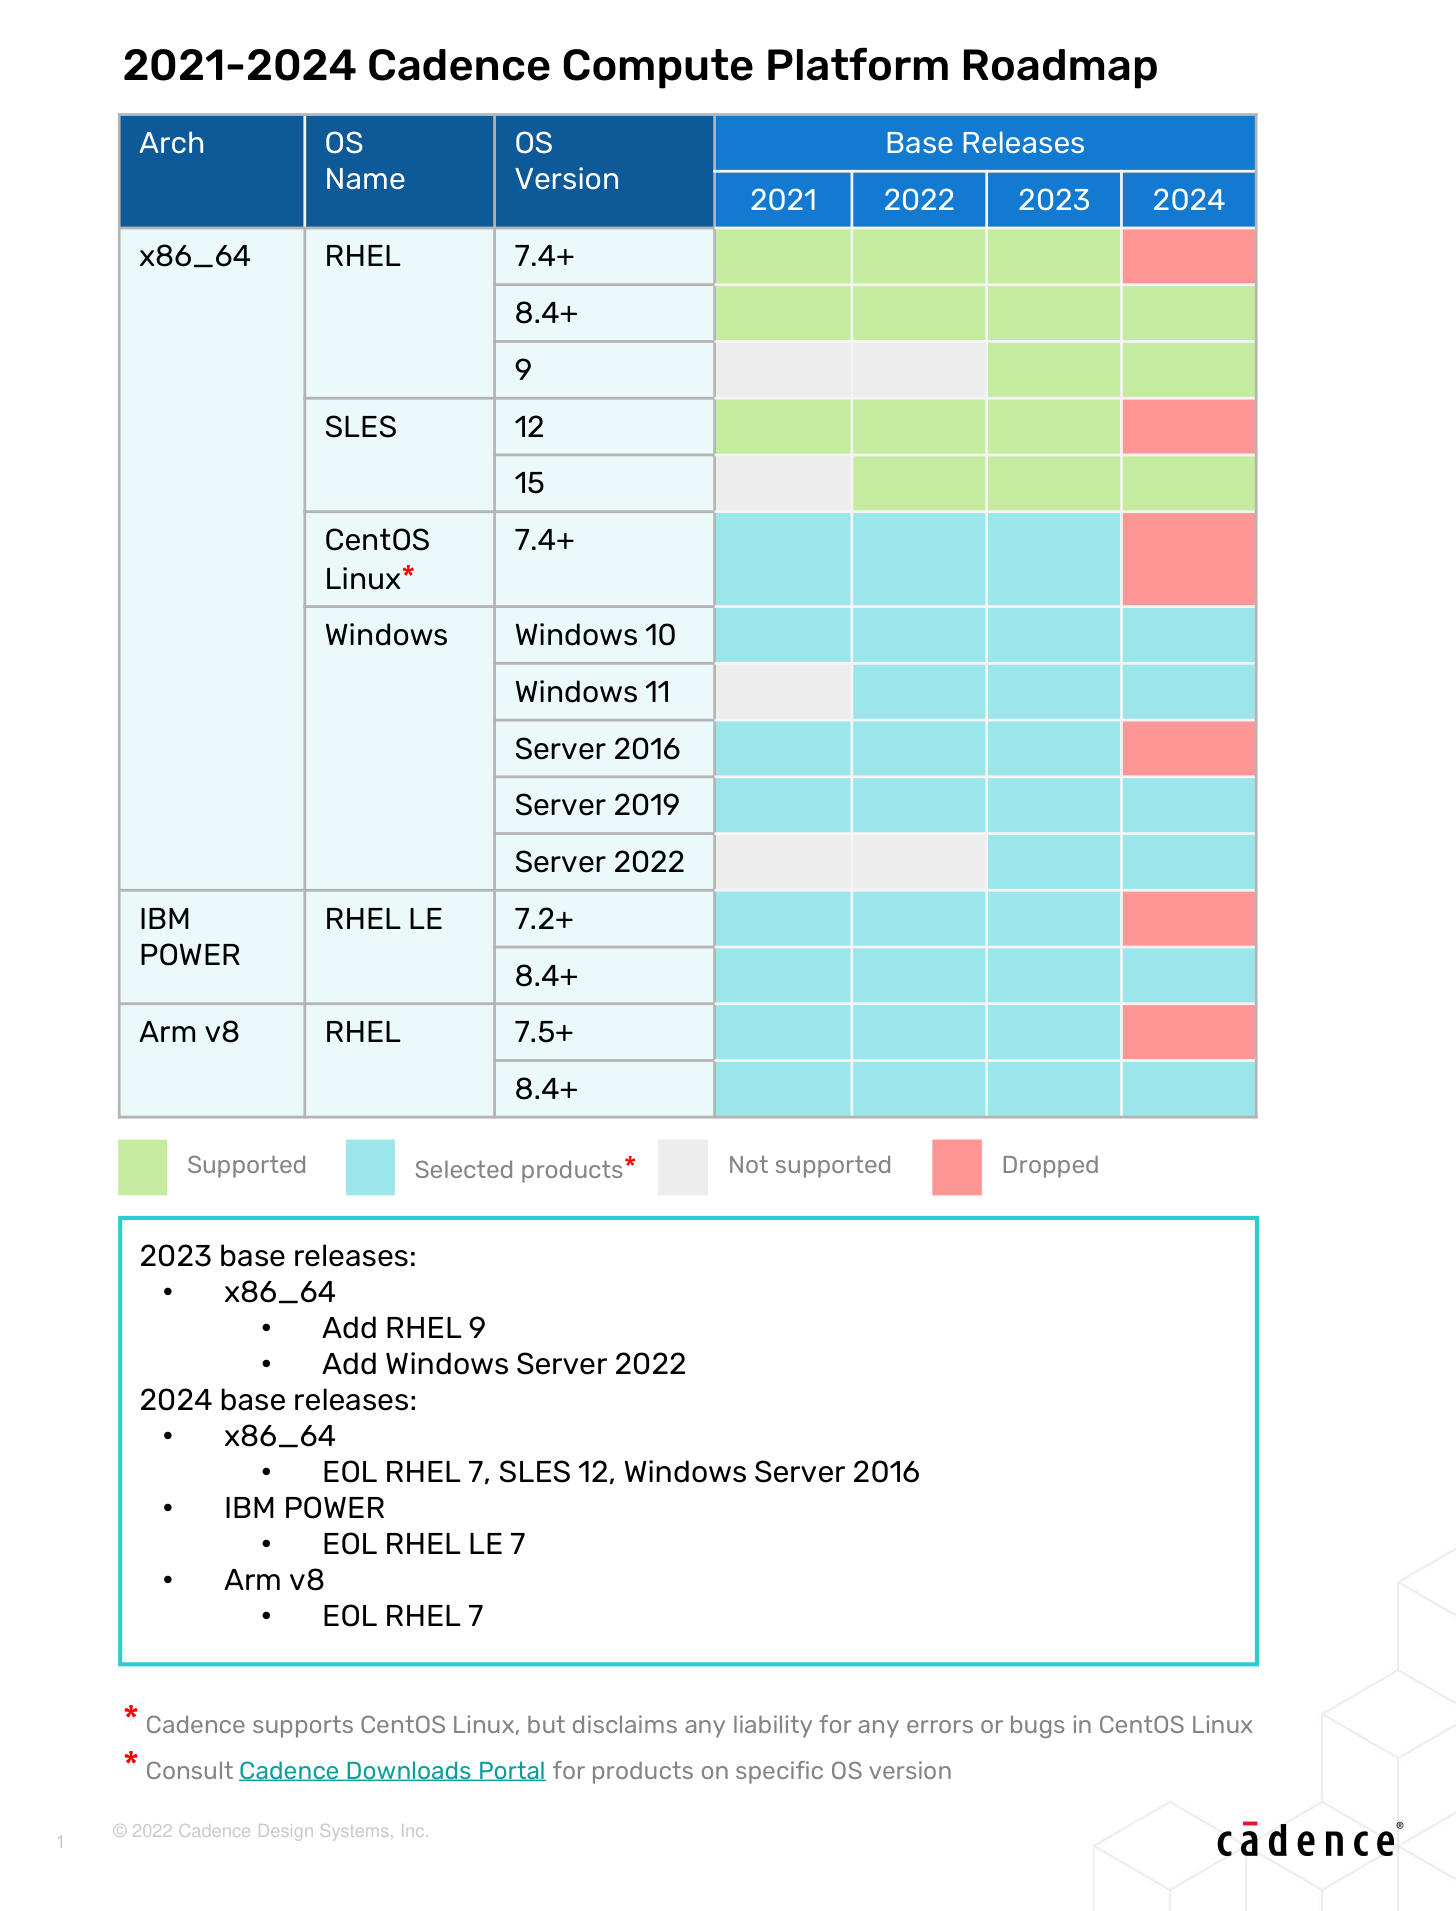 2021-2024 Cadence Compute Platform Roadmap
Arch
OS
Name
OS
Version
Base Releases
2021
2022
2023
2024
x86_64
RHEL
7.4+
8.4+
9
SLES
12
15
CentOS
Linux*
7.4+
Windows
Windows 10
Windows 11
Server 2016
Server 2019
Server 2022
IBM
POWER
RHEL LE
7.2+
8.4+
Arm v8
RHEL
7.5+
8.4+
Supported
Selected products*
Not supported
Dropped
2023 base releases:
• x86_64
• Add RHEL 9
• Add Windows Server 2022
2024 base releases:
• x86_64
• EOL RHEL 7, SLES 12, Windows Server 2016
• IBM POWER
• EOL RHEL LE 7
• Arm v8
• EOL RHEL 7
* Cadence supports CentOS Linux, but disclaims any liability for any errors or bugs in CentOS Linux
* Consult Cadence Downloads Portal for products on specific OS version
1
© 2022 Cadence Design Systems, Inc.
cādence®